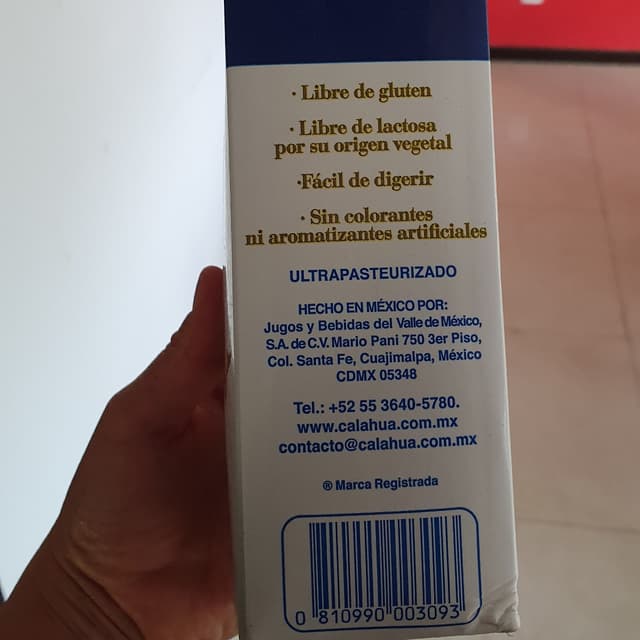 · Libre de gluten
· Libre de lactosa
por su origen vegetal
·Fácil de digerir
· Sin colorantes
ni aromatizantes artificiales
ULTRAPASTEURIZADO
HECHO EN MÉXICO POR:
Jugos y Bebidas del Valle de México,
S.A. de C.V. Mario Pani 750 3er Piso,
Col. Santa Fe, Cuajimalpa, México
CDMX 05348
Tel.: +52 55 3640-5780.
www.calahua.com.mx
contacto@calahua.com.mx
® Marca Registrada
0 810990 003093